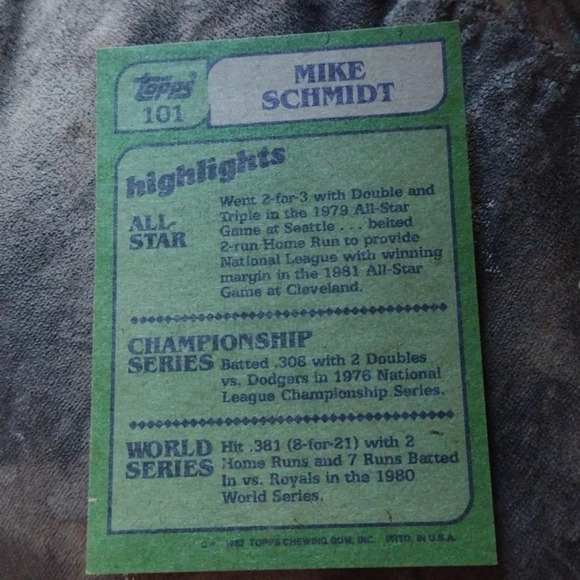 Topps
101
MIKE
SCHMIDT
highlights
ALL-
STAR
Went 2-for-3 with Double and
Triple in the 1979 All-Star
Game at Seattle . . . belted
2-run Home Run to provide
National League with winning
margin in the 1981 All-Star
Game at Cleveland.
CHAMPIONSHIP
SERIES
Batted .308 with 2 Doubles
vs. Dodgers in 1976 National
League Championship Series.
WORLD
SERIES
Hit .381 (8-for-21) with 2
Home Runs and 7 Runs Batted
In vs. Royals in the 1980
World Series.
© * 1982 TOPPS CHEWING GUM, INC. PRTD. IN U.S.A.